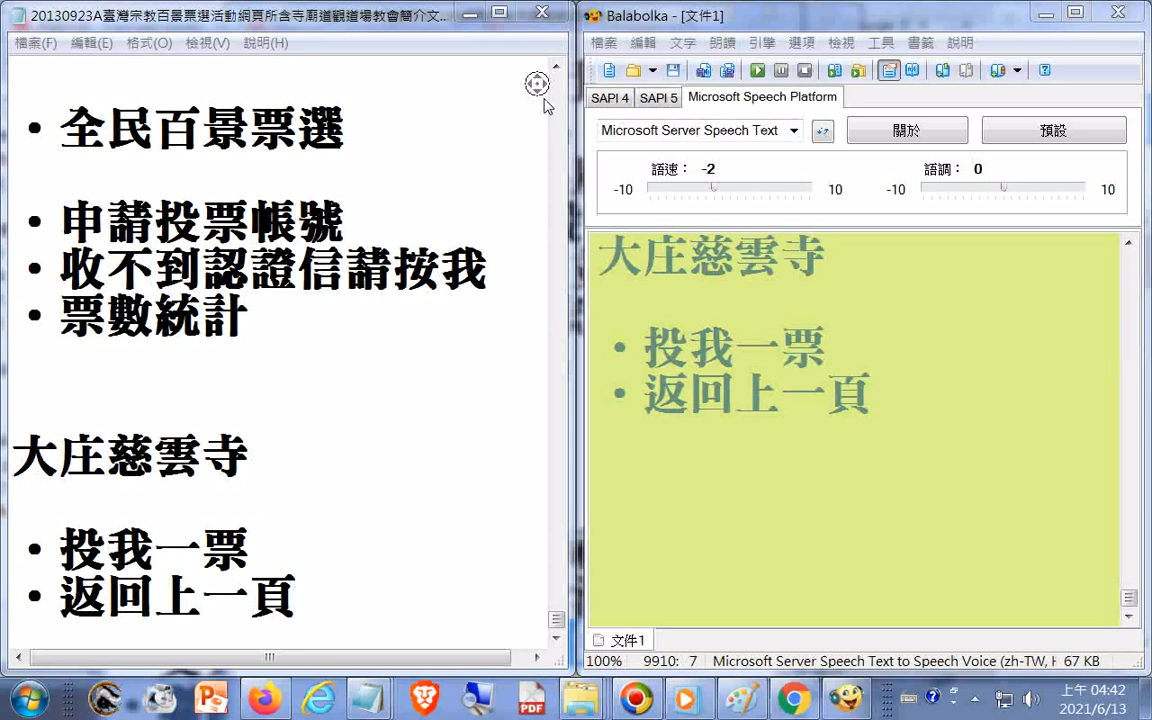 20130923A臺灣宗教百景票選活動網頁所含寺廟道觀道場教會簡介文...
檔案(F) 編輯(E) 格式(O) 檢視(V) 說明(H)
• 全民百景票選
• 申請投票帳號
• 收不到認證信請按我
• 票數統計
大庄慈雲寺
• 投我一票
• 返回上一頁
Balabolka - [文件1]
檔案 編輯 文字 朗讀 引擎 選項 檢視 工具 書籤 說明
SAPI 4 SAPI 5 Microsoft Speech Platform
Microsoft Server Speech Text 關於 預設
語速： -2 語調： 0
-10 10 -10 10
大庄慈雲寺
• 投我一票
• 返回上一頁
文件1
100% 9910: 7 Microsoft Server Speech Text to Speech Voice (zh-TW, H 67 KB
PDF
上午 04:42
2021/6/13